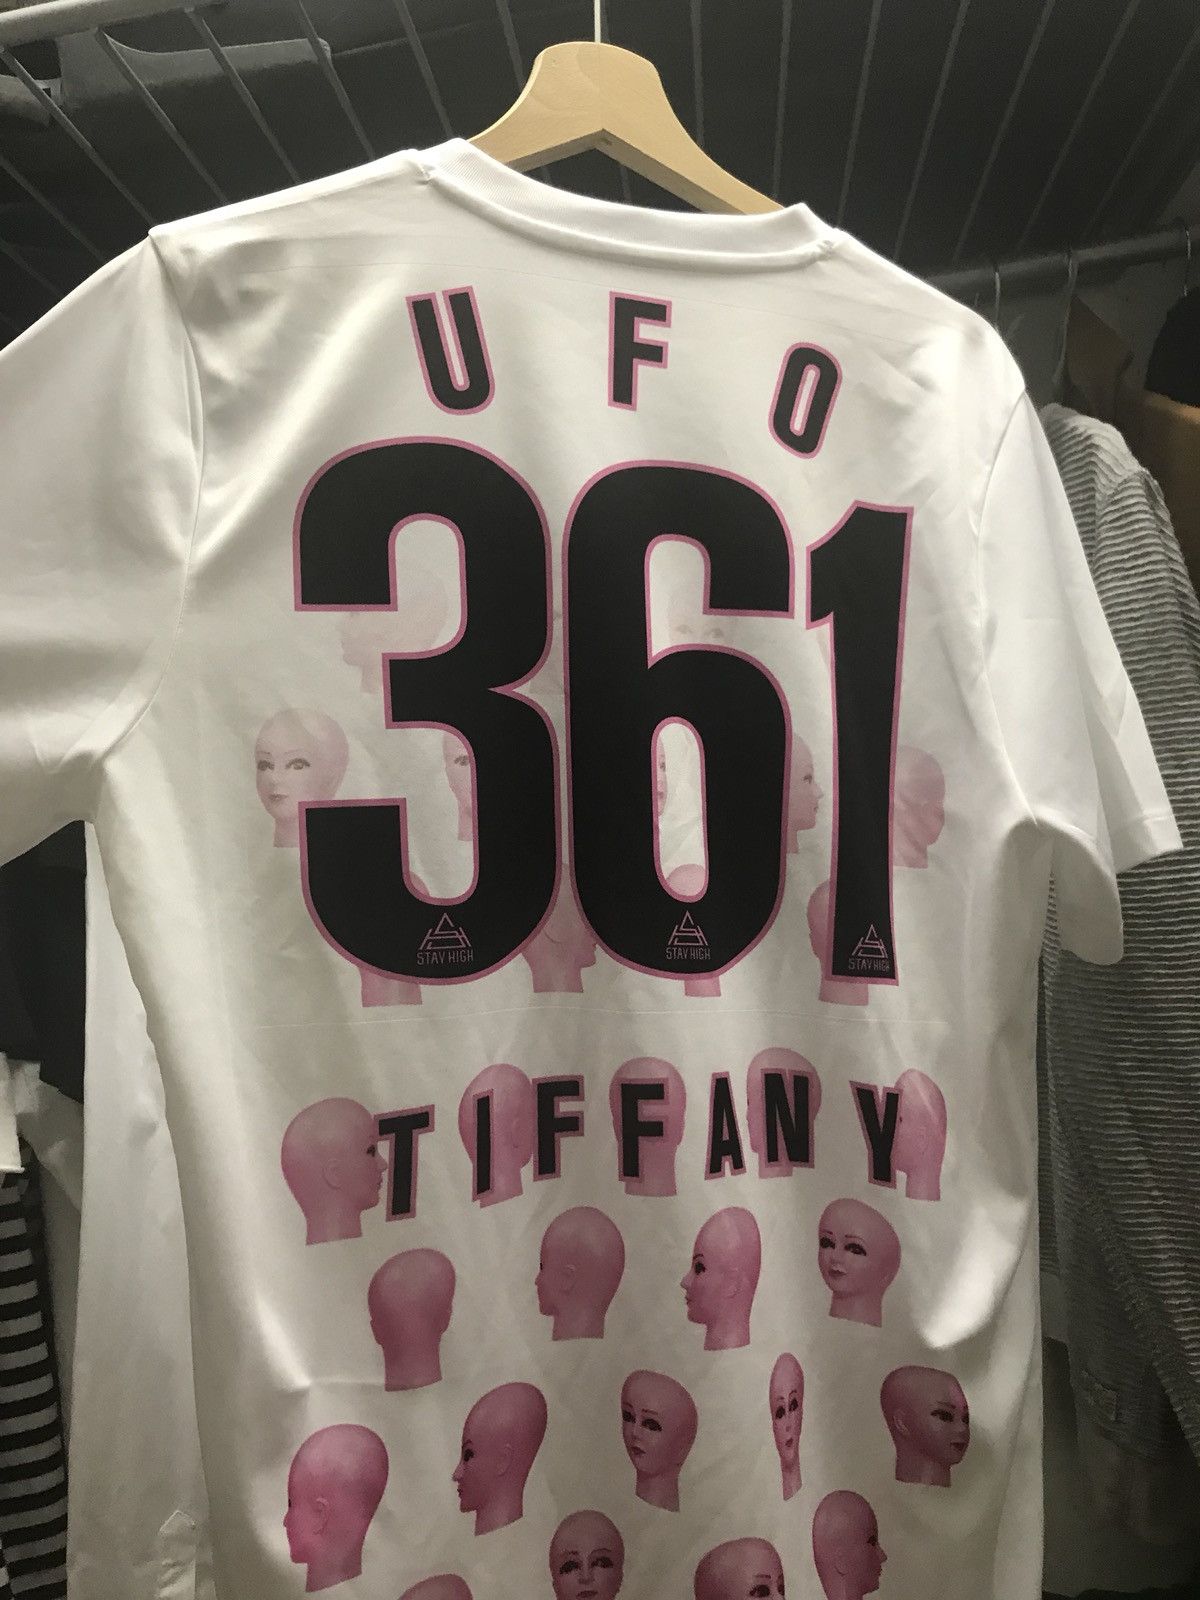 UFO
361
STAY HIGH STAY HIGH STAY HIGH
TIFFANY